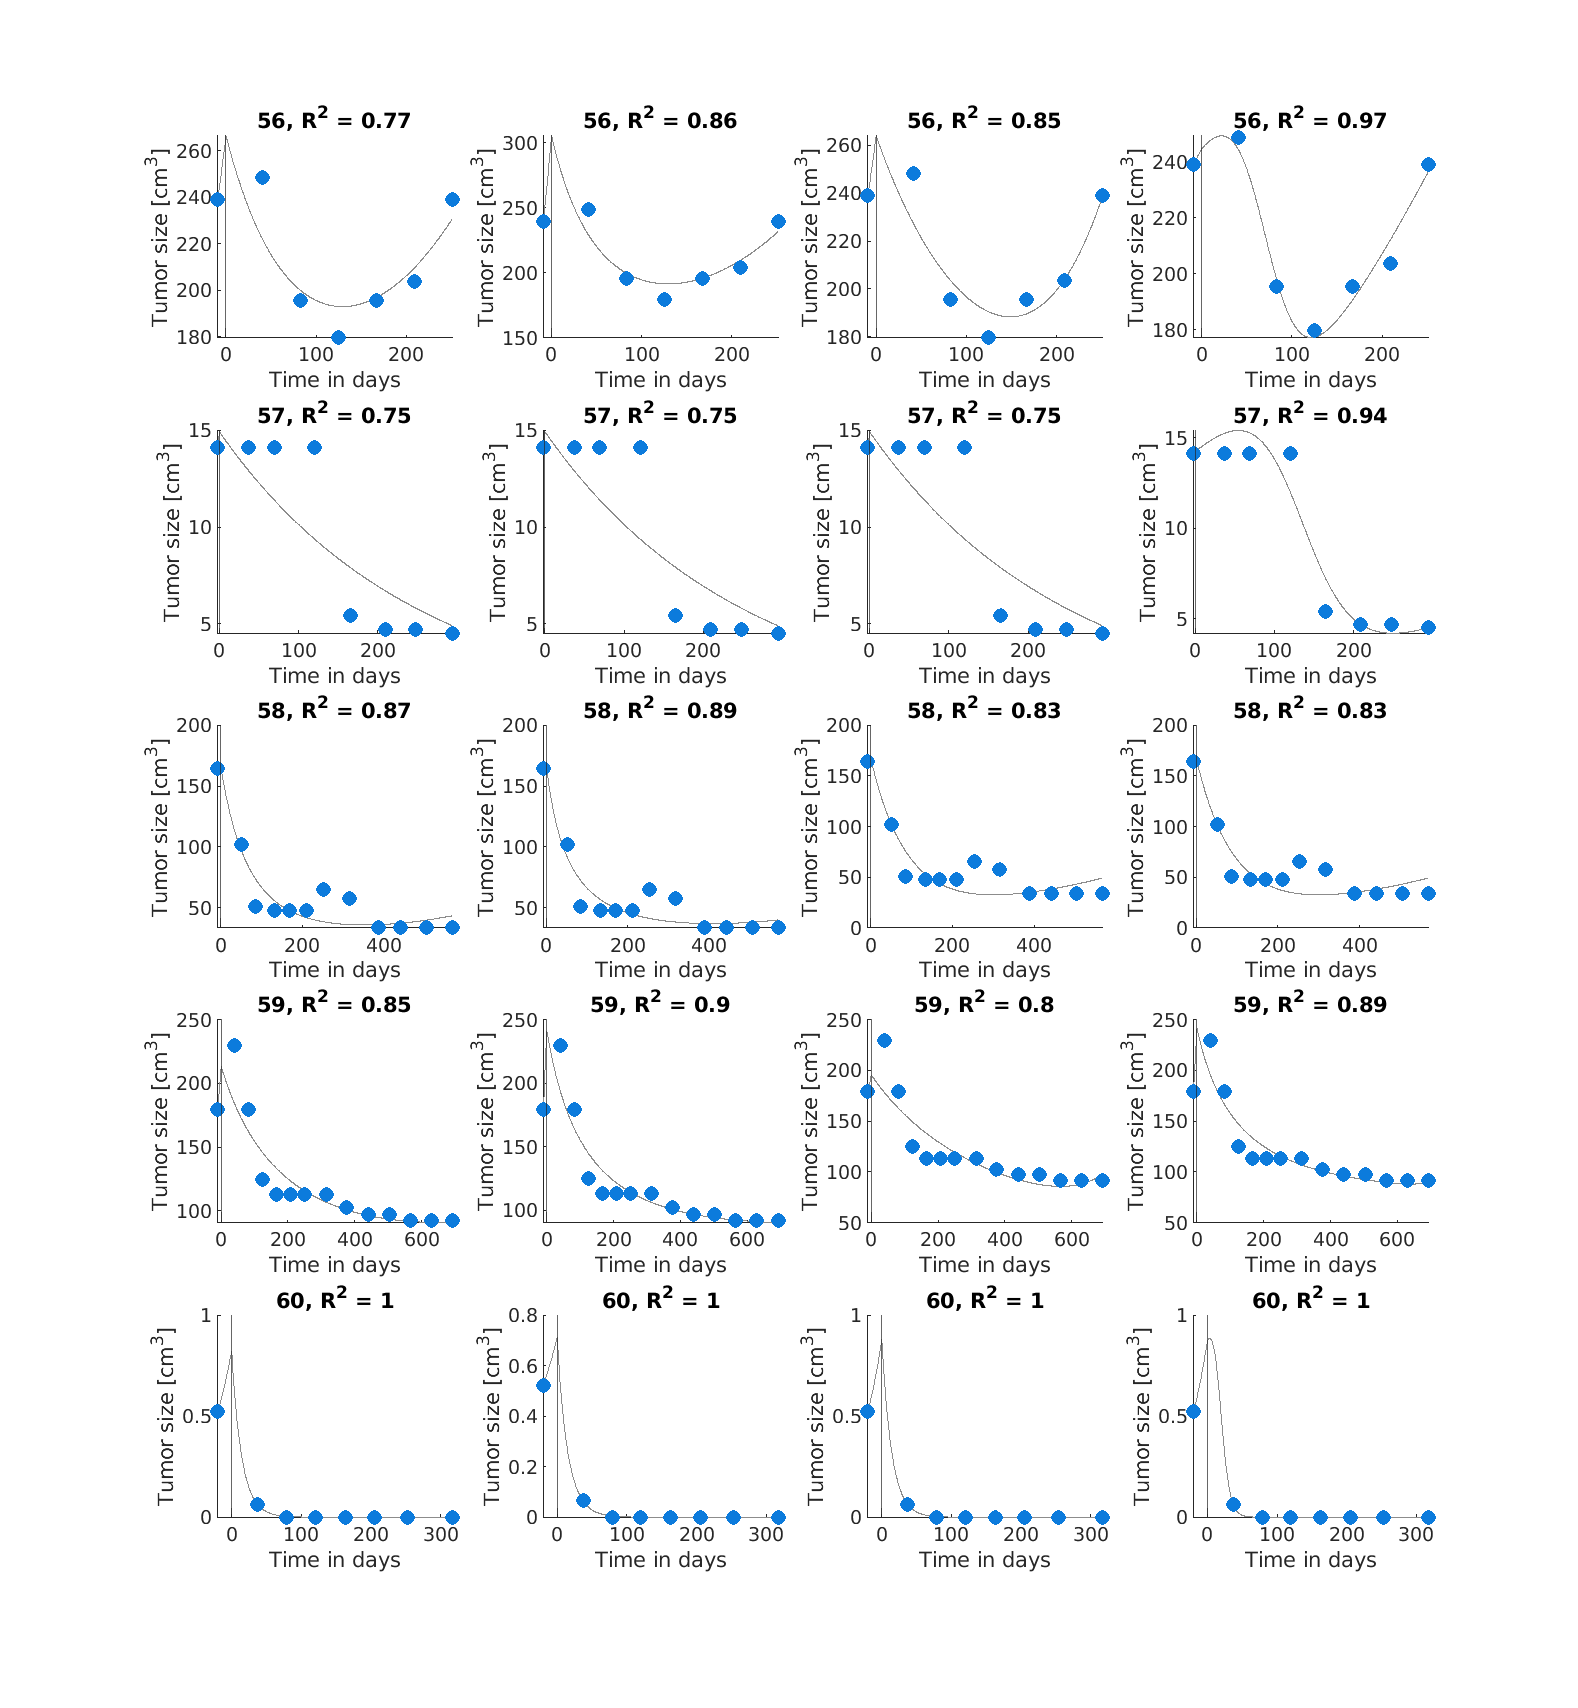 56, R² = 0.77
56, R² = 0.86
56, R² = 0.85
56, R² = 0.97
Tumor size [cm³]
260
240
220
200
180
0 100 200
Time in days
Tumor size [cm³]
300
250
200
150
0 100 200
Time in days
Tumor size [cm³]
260
240
220
200
180
0 100 200
Time in days
Tumor size [cm³]
240
220
200
180
0 100 200
Time in days
57, R² = 0.75
57, R² = 0.75
57, R² = 0.75
57, R² = 0.94
Tumor size [cm³]
15
10
5
0 100 200
Time in days
Tumor size [cm³]
15
10
5
0 100 200
Time in days
Tumor size [cm³]
15
10
5
0 100 200
Time in days
Tumor size [cm³]
15
10
5
0 100 200
Time in days
58, R² = 0.87
58, R² = 0.89
58, R² = 0.83
58, R² = 0.83
Tumor size [cm³]
200
150
100
50
0 200 400
Time in days
Tumor size [cm³]
200
150
100
50
0 200 400
Time in days
Tumor size [cm³]
200
150
100
50
0
0 200 400
Time in days
Tumor size [cm³]
200
150
100
50
0
0 200 400
Time in days
59, R² = 0.85
59, R² = 0.9
59, R² = 0.8
59, R² = 0.89
Tumor size [cm³]
250
200
150
100
0 200 400 600
Time in days
Tumor size [cm³]
250
200
150
100
0 200 400 600
Time in days
Tumor size [cm³]
250
200
150
100
50
0 200 400 600
Time in days
Tumor size [cm³]
250
200
150
100
50
0 200 400 600
Time in days
60, R² = 1
60, R² = 1
60, R² = 1
60, R² = 1
Tumor size [cm³]
1
0.5
0
0 100 200 300
Time in days
Tumor size [cm³]
0.8
0.6
0.4
0.2
0
0 100 200 300
Time in days
Tumor size [cm³]
1
0.5
0
0 100 200 300
Time in days
Tumor size [cm³]
1
0.5
0
0 100 200 300
Time in days